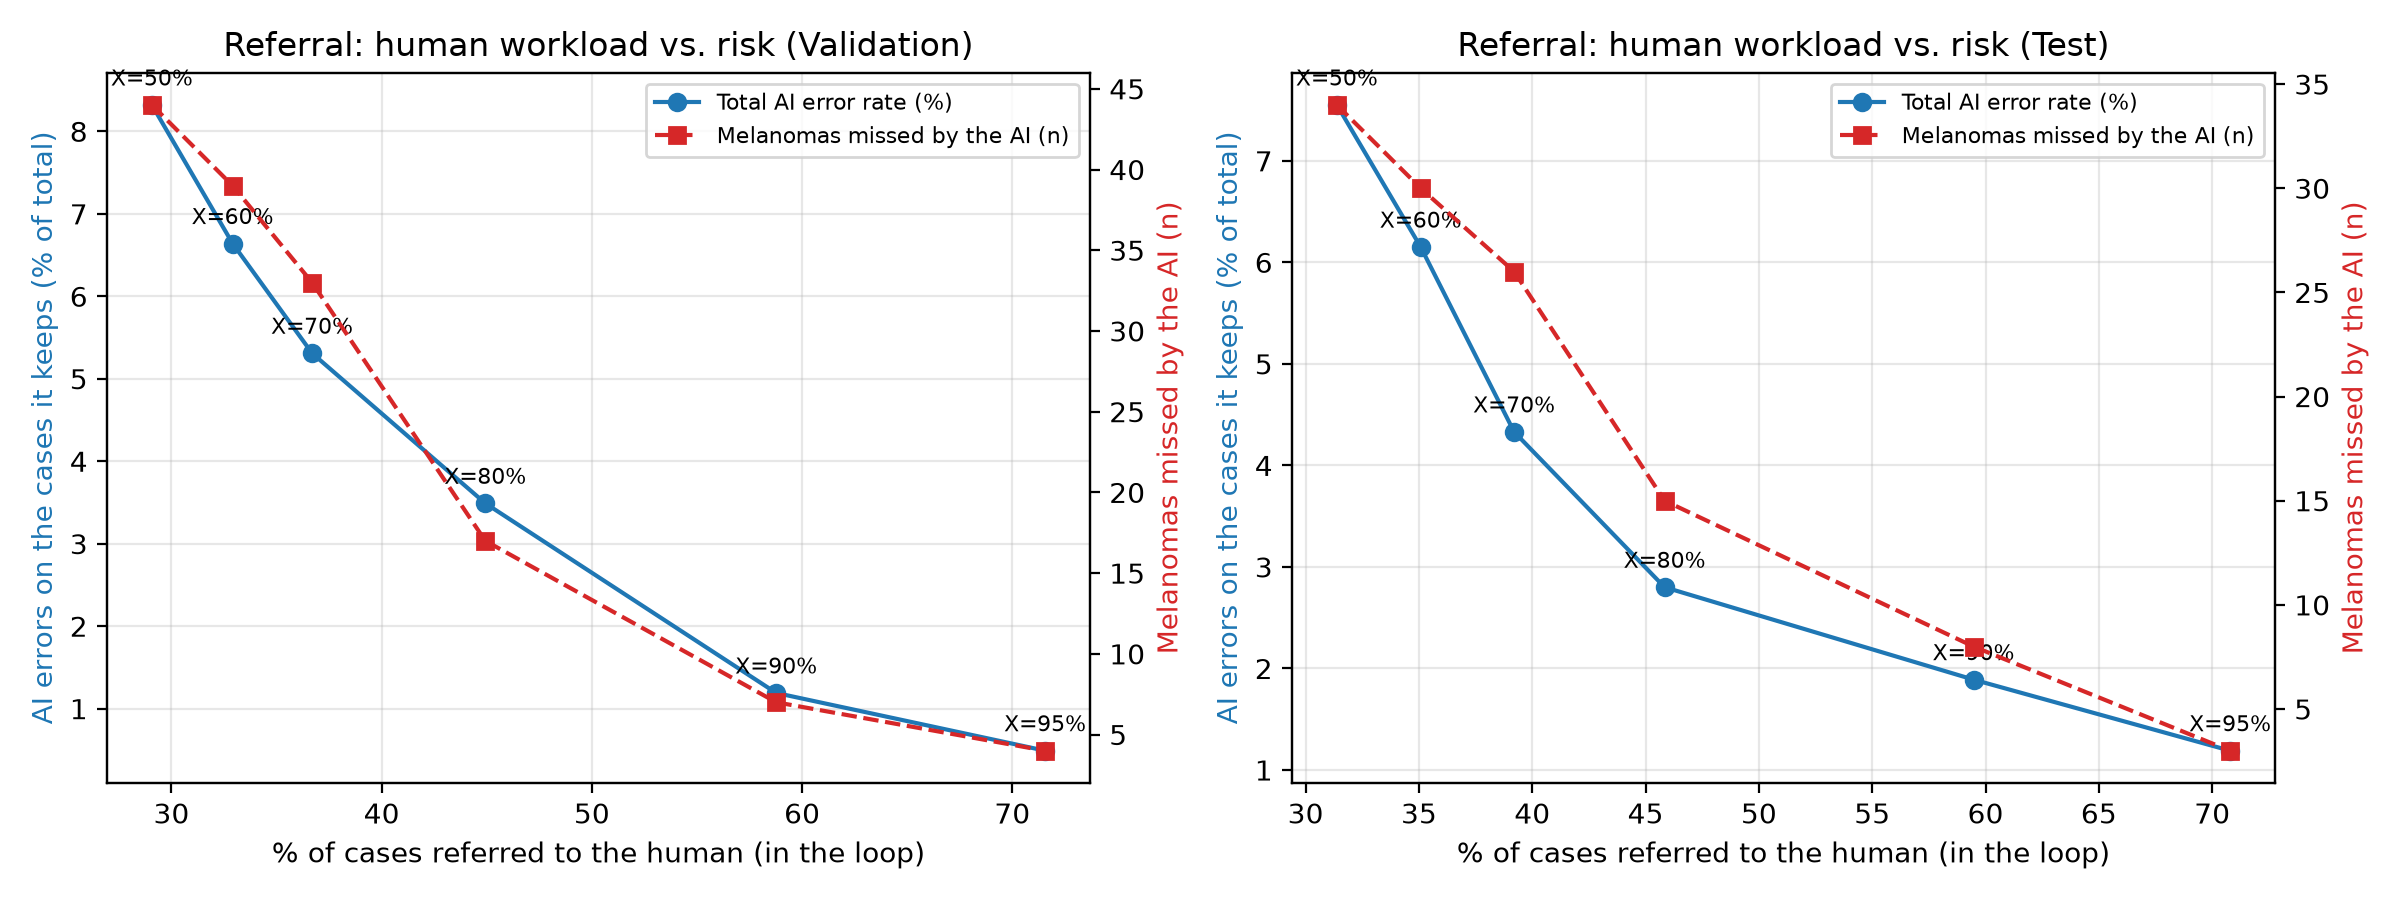 Referral: human workload vs. risk (Validation)
X=50%
X=60%
X=70%
X=80%
X=90%
X=95%
Total AI error rate (%)
Melanomas missed by the AI (n)
AI errors on the cases it keeps (% of total)
8
7
6
5
4
3
2
1
45
40
35
30
25
20
15
10
5
Melanomas missed by the AI (n)
30
40
50
60
70
% of cases referred to the human (in the loop)
Referral: human workload vs. risk (Test)
X=50%
X=60%
X=70%
X=80%
X=90%
X=95%
Total AI error rate (%)
Melanomas missed by the AI (n)
AI errors on the cases it keeps (% of total)
7
6
5
4
3
2
1
35
30
25
20
15
10
5
Melanomas missed by the AI (n)
30
35
40
45
50
55
60
65
70
% of cases referred to the human (in the loop)